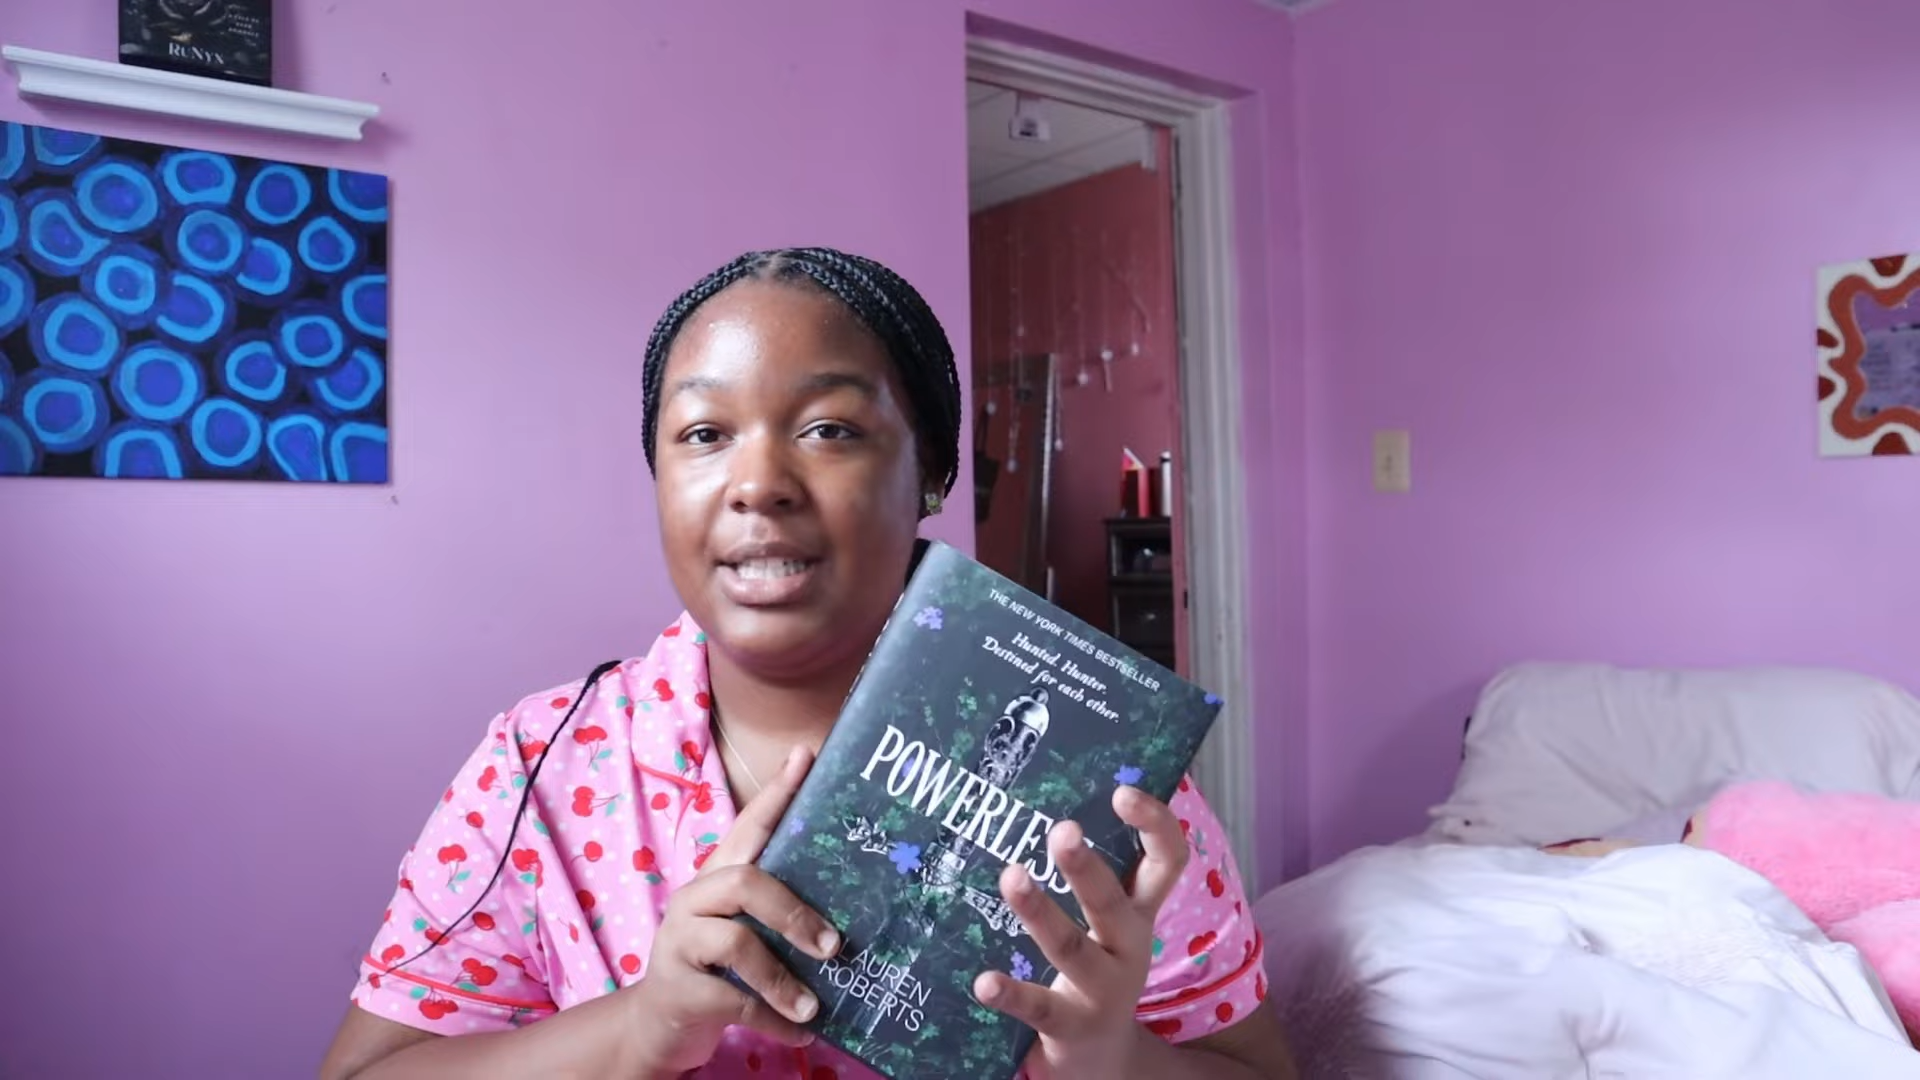 RUNYX
THE NEW YORK TIMES BESTSELLER
Hunted. Hunter.
Destined for each other.
POWERLESS
LAUREN
ROBERTS